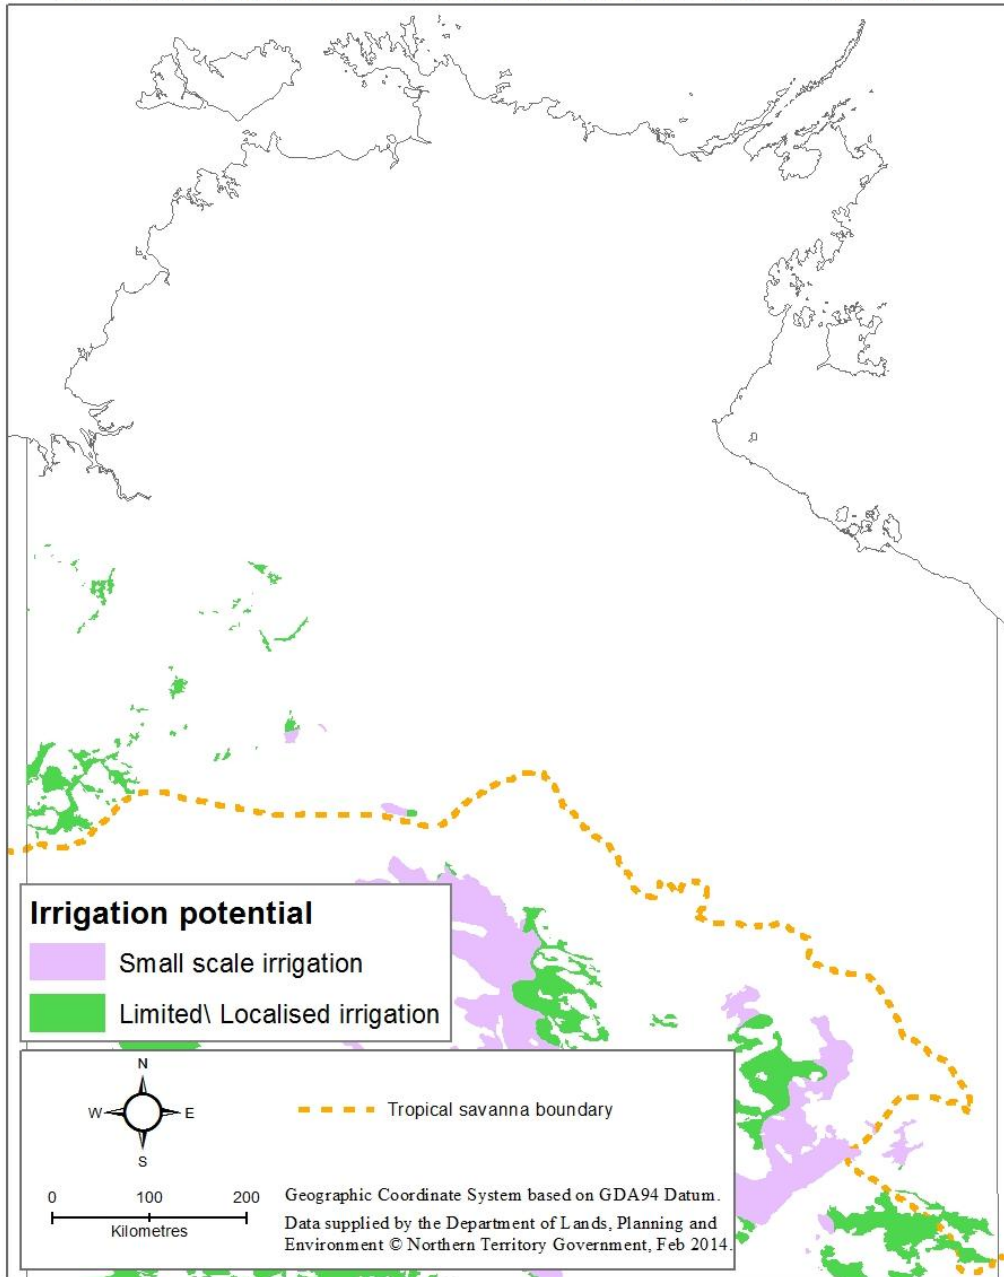 Irrigation potential
Small scale irrigation
Limited\ Localised irrigation
N
W E
S
Tropical savanna boundary
0 100 200
Kilometres
Geographic Coordinate System based on GDA94 Datum.
Data supplied by the Department of Lands, Planning and
Environment © Northern Territory Government, Feb 2014.